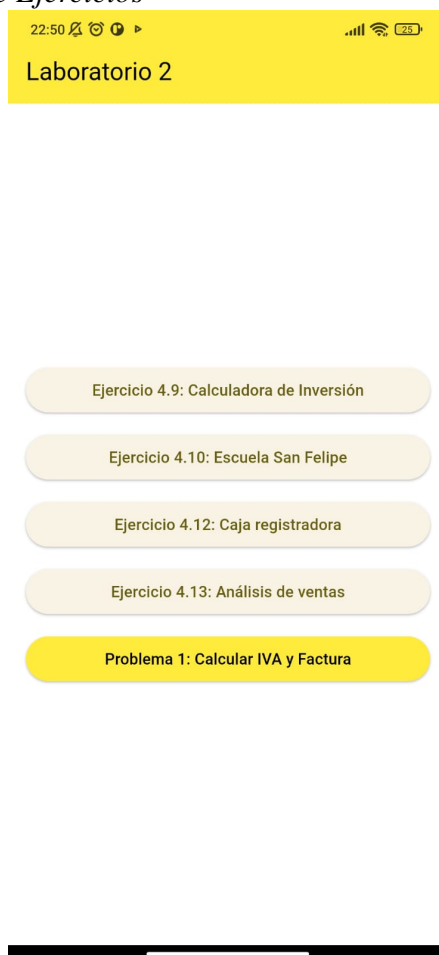 Ejercicios
22:50 25
Laboratorio 2
Ejercicio 4.9: Calculadora de Inversión
Ejercicio 4.10: Escuela San Felipe
Ejercicio 4.12: Caja registradora
Ejercicio 4.13: Análisis de ventas
Problema 1: Calcular IVA y Factura